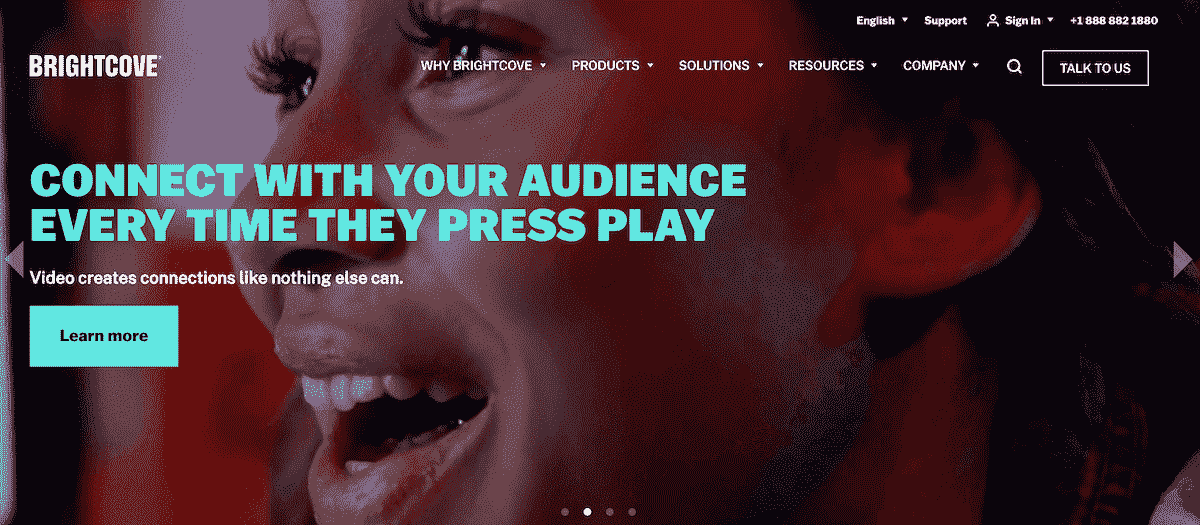 English
Support
Sign In
+1 888 882 1880
BRIGHTCOVE
WHY BRIGHTCOVE
PRODUCTS
SOLUTIONS
RESOURCES
COMPANY
TALK TO US
CONNECT WITH YOUR AUDIENCE
EVERY TIME THEY PRESS PLAY
Video creates connections like nothing else can.
Learn more